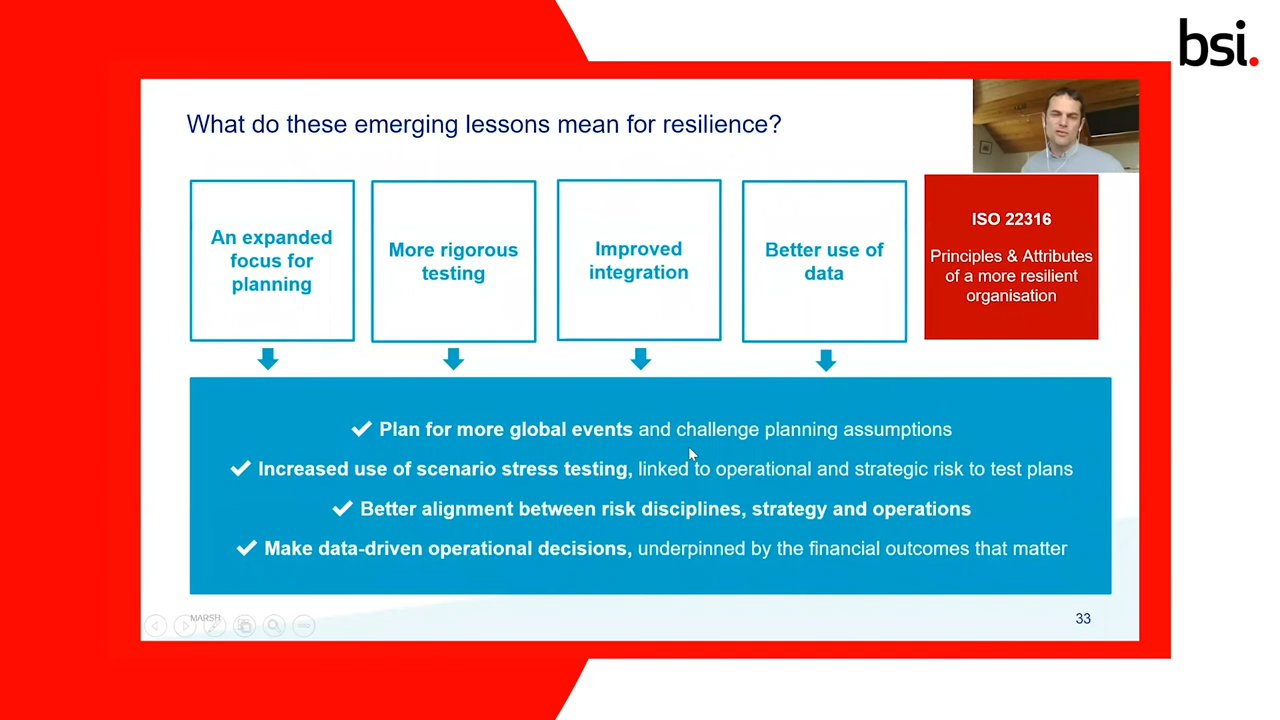 bsi.
What do these emerging lessons mean for resilience?
An expanded
focus for
planning
More rigorous
testing
Improved
integration
Better use of
data
ISO 22316
Principles & Attributes
of a more resilient
organisation
Plan for more global events and challenge planning assumptions
Increased use of scenario stress testing, linked to operational and strategic risk to test plans
Better alignment between risk disciplines, strategy and operations
Make data-driven operational decisions, underpinned by the financial outcomes that matter
MARSH
33